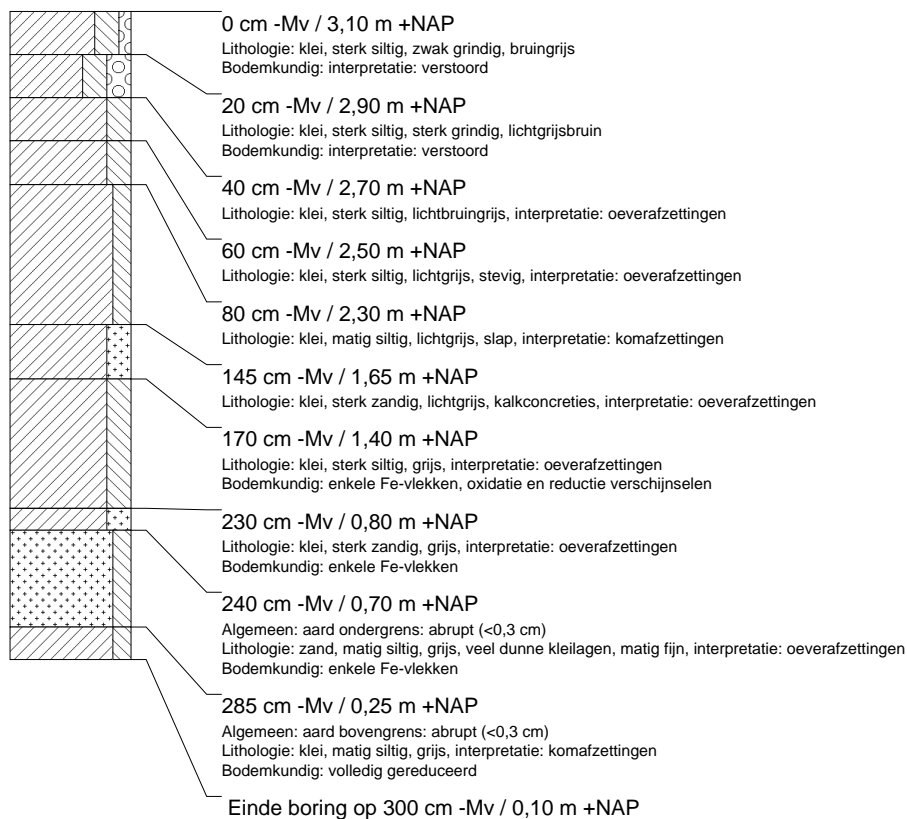 0 cm -Mv / 3,10 m +NAP
Lithologie: klei, sterk siltig, zwak grindig, bruingrijs
Bodemkundig: interpretatie: verstoord
20 cm -Mv / 2,90 m +NAP
Lithologie: klei, sterk siltig, sterk grindig, lichtgrijsbruin
Bodemkundig: interpretatie: verstoord
40 cm -Mv / 2,70 m +NAP
Lithologie: klei, sterk siltig, lichtbruingrijs, interpretatie: oeverafzettingen
60 cm -Mv / 2,50 m +NAP
Lithologie: klei, sterk siltig, lichtgrijs, stevig, interpretatie: oeverafzettingen
80 cm -Mv / 2,30 m +NAP
Lithologie: klei, matig siltig, lichtgrijs, slap, interpretatie: komafzettingen
145 cm -Mv / 1,65 m +NAP
Lithologie: klei, sterk zandig, lichtgrijs, kalkconcreties, interpretatie: oeverafzettingen
170 cm -Mv / 1,40 m +NAP
Lithologie: klei, sterk siltig, grijs, interpretatie: oeverafzettingen
Bodemkundig: enkele Fe-vlekken, oxidatie en reductie verschijnselen
230 cm -Mv / 0,80 m +NAP
Lithologie: klei, sterk zandig, grijs, interpretatie: oeverafzettingen
Bodemkundig: enkele Fe-vlekken
240 cm -Mv / 0,70 m +NAP
Algemeen: aard ondergrens: abrupt (<0,3 cm)
Lithologie: zand, matig siltig, grijs, veel dunne kleilagen, matig fijn, interpretatie: oeverafzettingen
Bodemkundig: enkele Fe-vlekken
285 cm -Mv / 0,25 m +NAP
Algemeen: aard bovengrens: abrupt (<0,3 cm)
Lithologie: klei, matig siltig, grijs, interpretatie: komafzettingen
Bodemkundig: volledig gereduceerd
Einde boring op 300 cm -Mv / 0,10 m +NAP